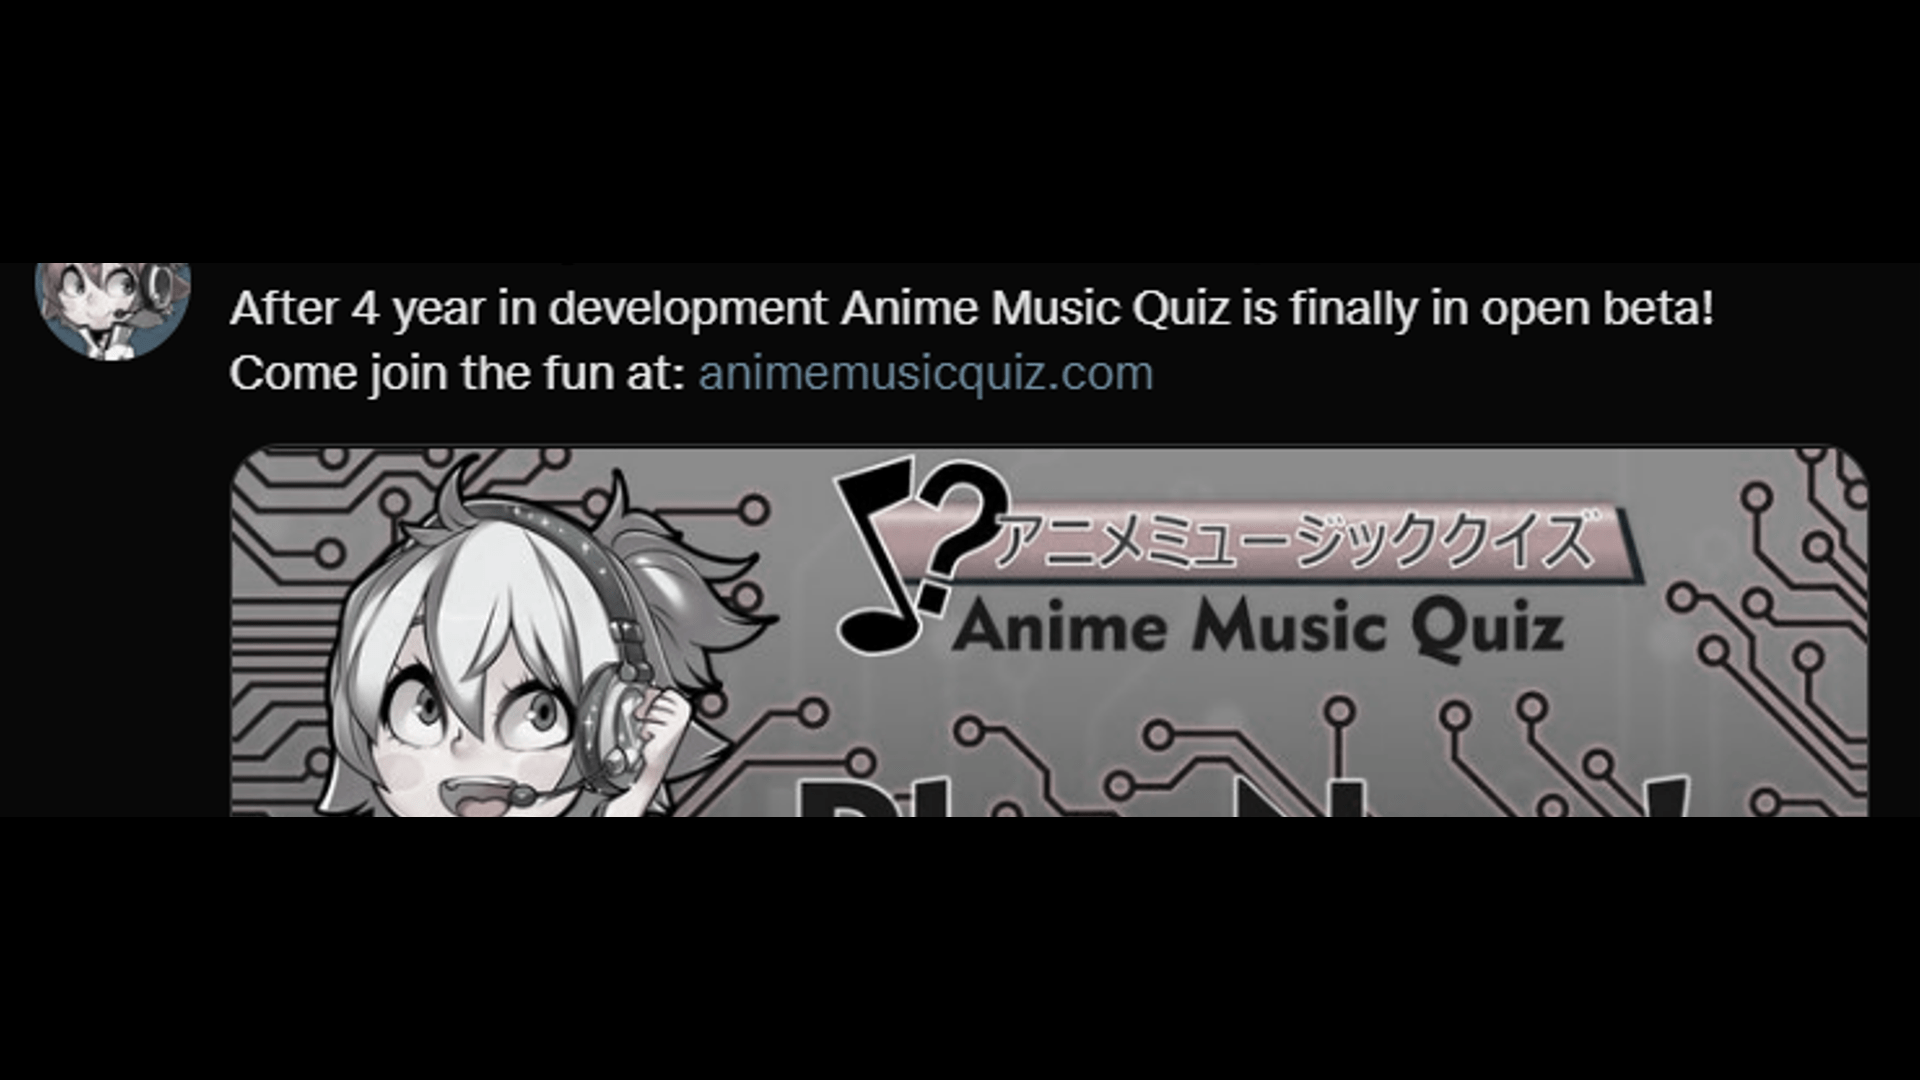 After 4 year in development Anime Music Quiz is finally in open beta!
Come join the fun at: animemusicquiz.com
アニメミュージッククイズ
Anime Music Quiz